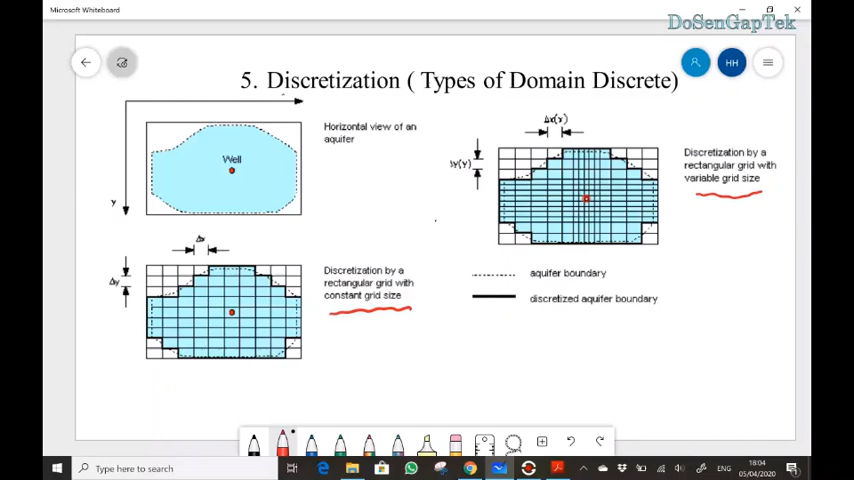 Microsoft Whiteboard
DoSenGapTek
HH
5. Discretization ( Types of Domain Discrete)
Horizontal view of an
aquifer
Well
y
Δx
Δy
Discretization by a
rectangular grid with
constant grid size
Δx(x)
Discretization by a
rectangular grid with
variable grid size
aquifer boundary
discretized aquifer boundary
Type here to search
ENG
18:04
05/04/2020